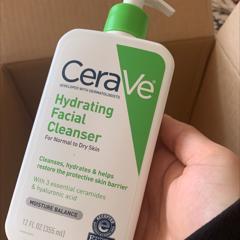 CeraVe
DEVELOPED WITH DERMATOLOGISTS
Hydrating
Facial
Cleanser
For Normal to Dry Skin
Cleanses, hydrates & helps
restore the protective skin barrier
With 3 essential ceramides
& hyaluronic acid
MOISTURE BALANCE
12 FL OZ (355 mL)